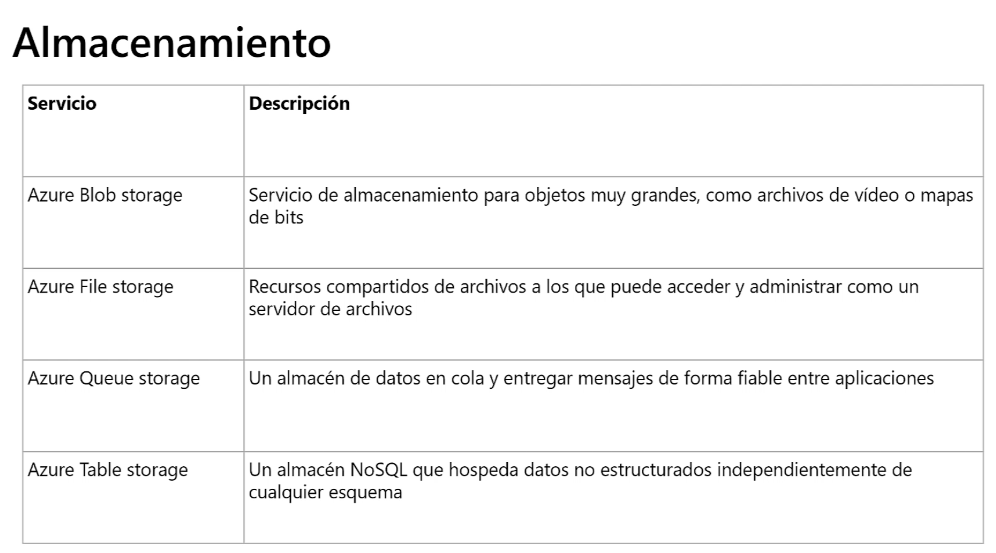 Almacenamiento
Servicio
Descripción
Azure Blob storage
Servicio de almacenamiento para objetos muy grandes, como archivos de vídeo o mapas
de bits
Azure File storage
Recursos compartidos de archivos a los que puede acceder y administrar como un
servidor de archivos
Azure Queue storage
Un almacén de datos en cola y entregar mensajes de forma fiable entre aplicaciones
Azure Table storage
Un almacén NoSQL que hospeda datos no estructurados independientemente de
cualquier esquema